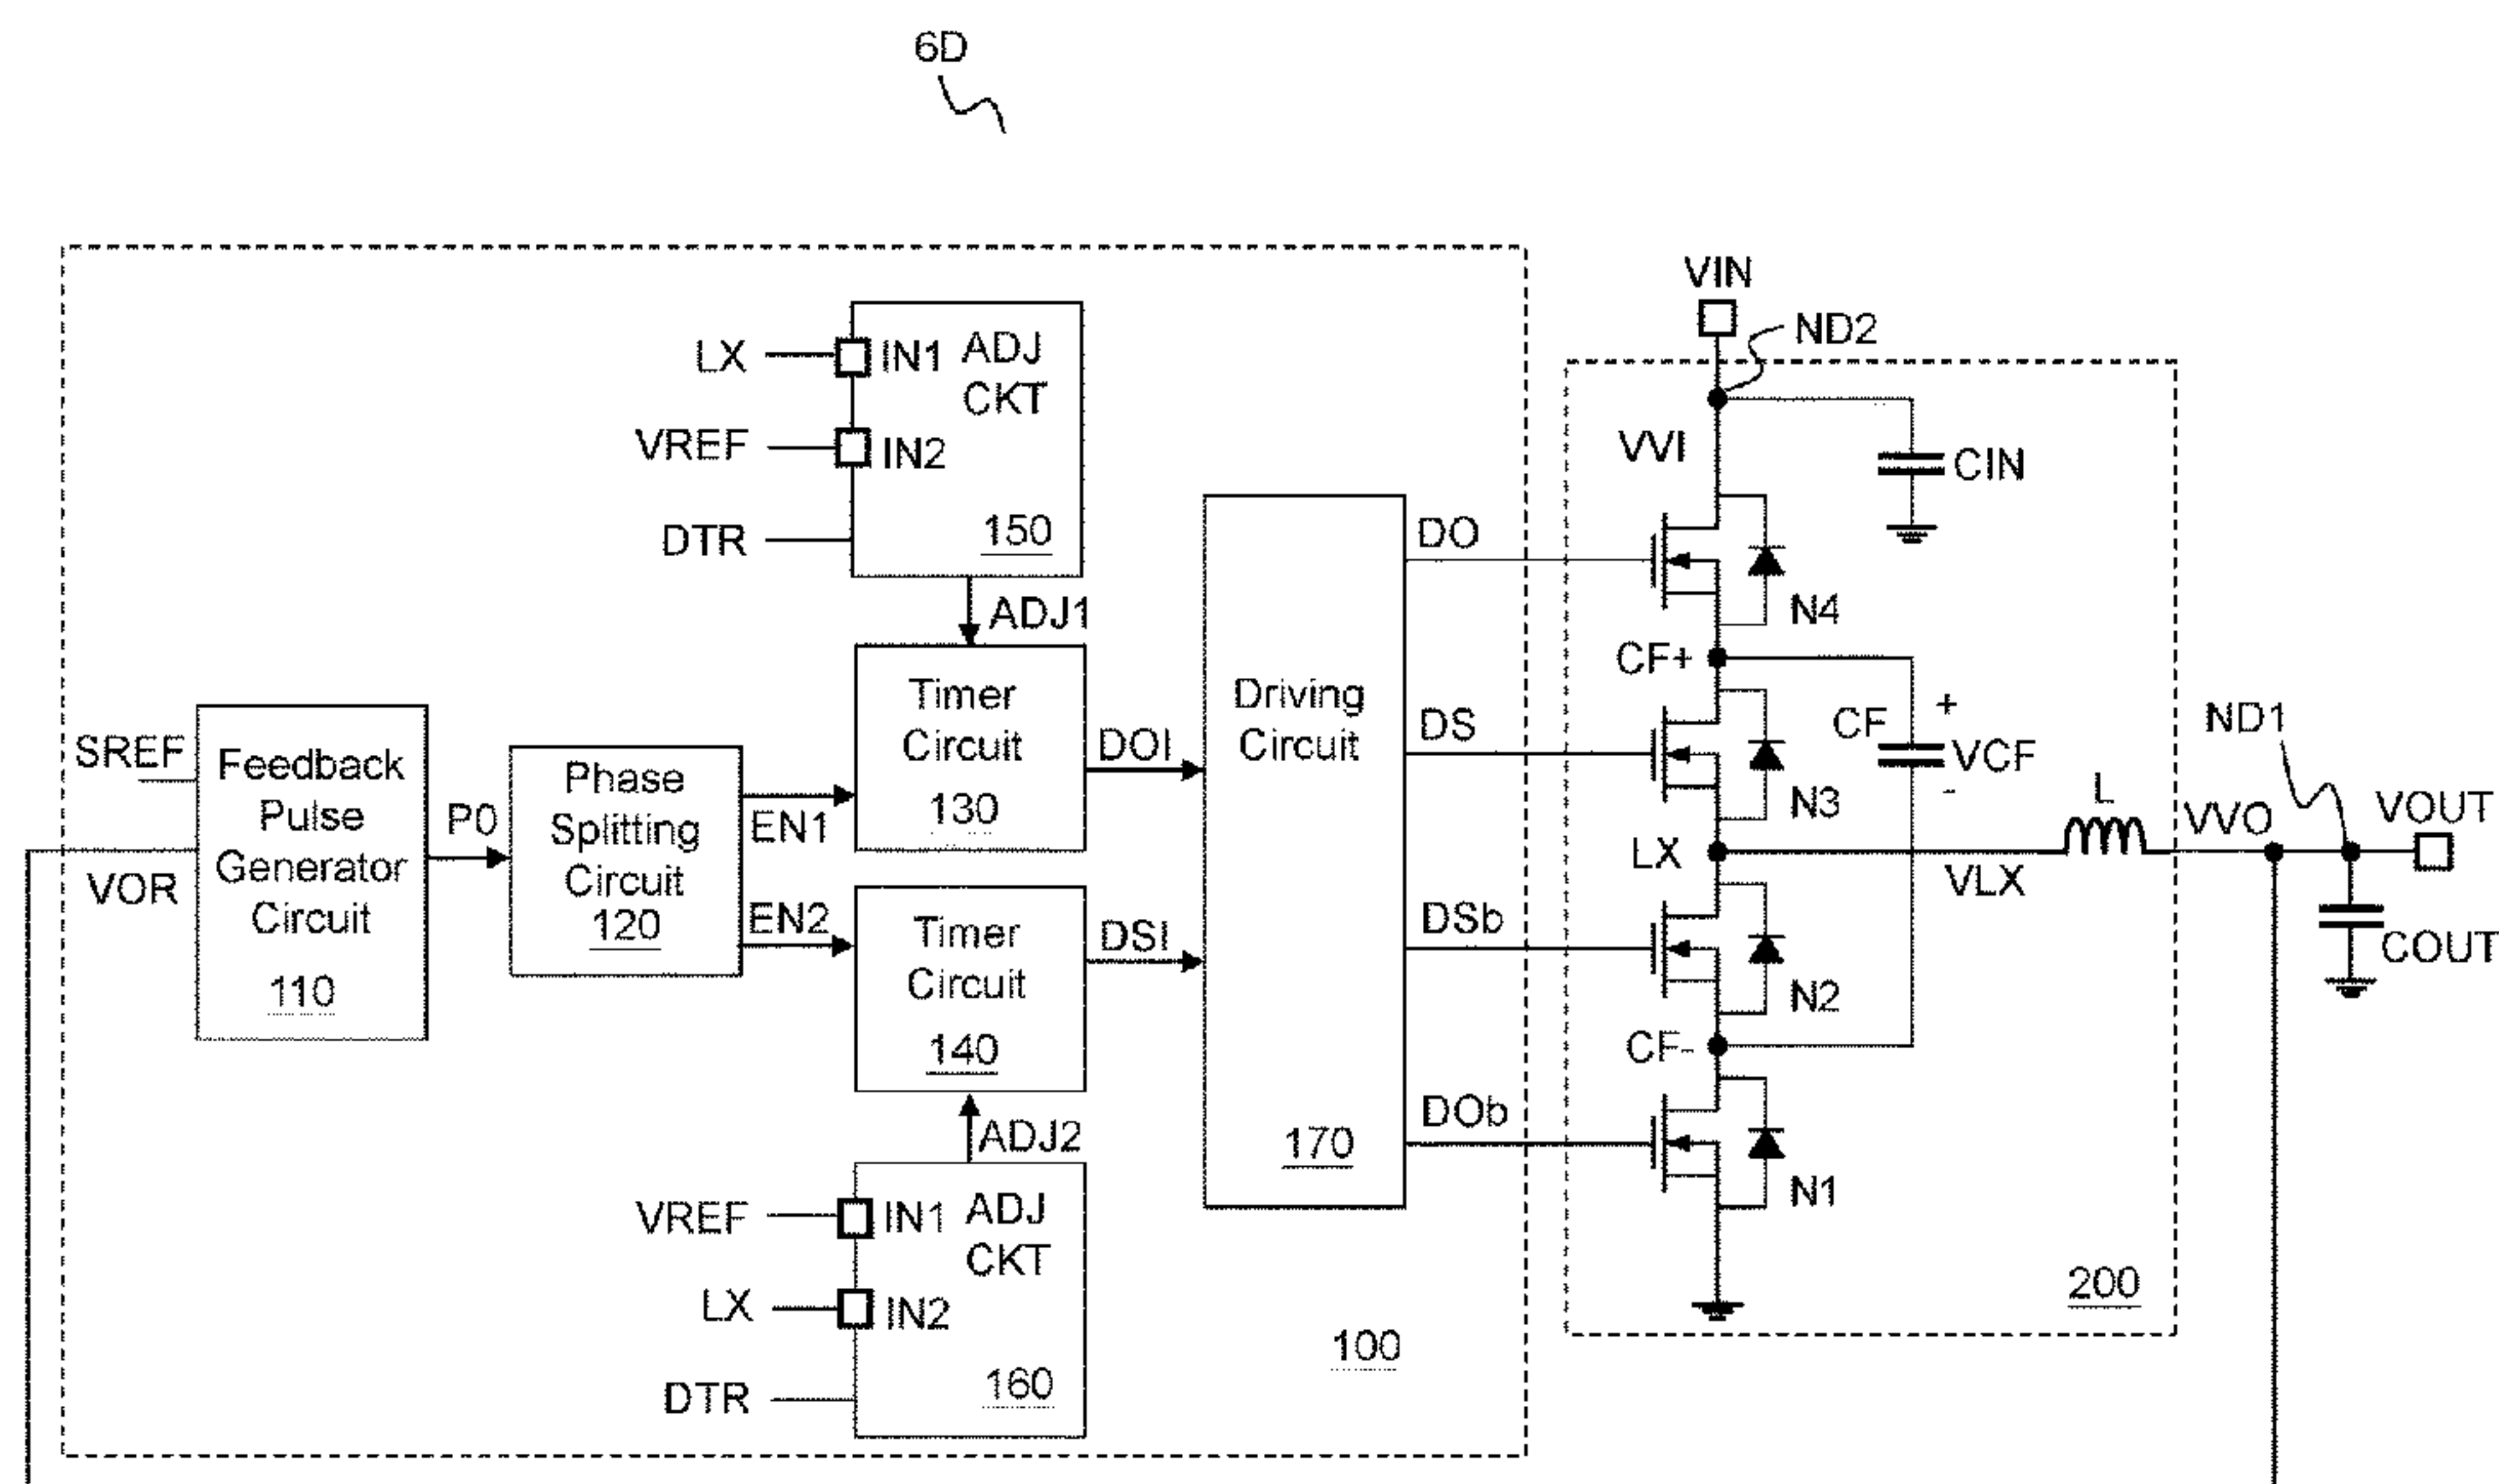 6D
VIN
ND2
LX
IN1
ADJ
CKT
VREF
IN2
DTR
150
ADJ1
VVI
CIN
DO
N4
CF+
SREF
Feedback
Pulse
Generator
Circuit
110
VOR
P0
Phase
Splitting
Circuit
120
EN1
EN2
Timer
Circuit
130
DOI
Timer
Circuit
140
DSI
ADJ2
Driving
Circuit
170
DS
N3
CF
+
VCF
-
LX
VLX
L
VVO
ND1
VOUT
COUT
DSb
N2
CF-
DOb
N1
VREF
IN1
ADJ
CKT
LX
IN2
DTR
160
100
200